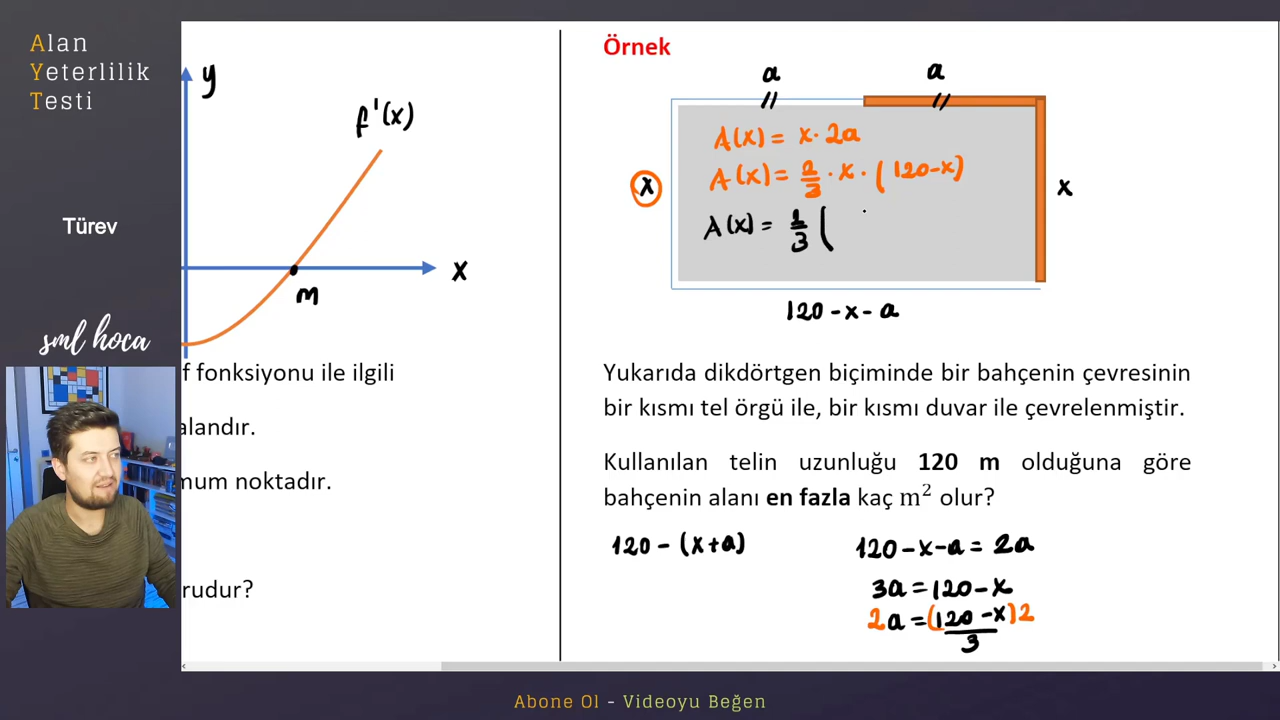 Alan
Yeterlilik
Testi
Türev
sml hoca
y
f'(x)
x
m
f fonksiyonu ile ilgili
alandır.
mum noktadır.
rudur?
Örnek
a
a
A(x) = x · 2a
A(x) = 2/3 · x · (120-x)
x
x
A(x) = 2/3 (
120 - x - a
Yukarıda dikdörtgen biçiminde bir bahçenin çevresinin
bir kısmı tel örgü ile, bir kısmı duvar ile çevrelenmiştir.
Kullanılan telin uzunluğu 120 m olduğuna göre
bahçenin alanı en fazla kaç m² olur?
120 - (x+a)
120 - x - a = 2a
3a = 120 - x
2a = (120 - x)2/3
Abone Ol - Videoyu Beğen